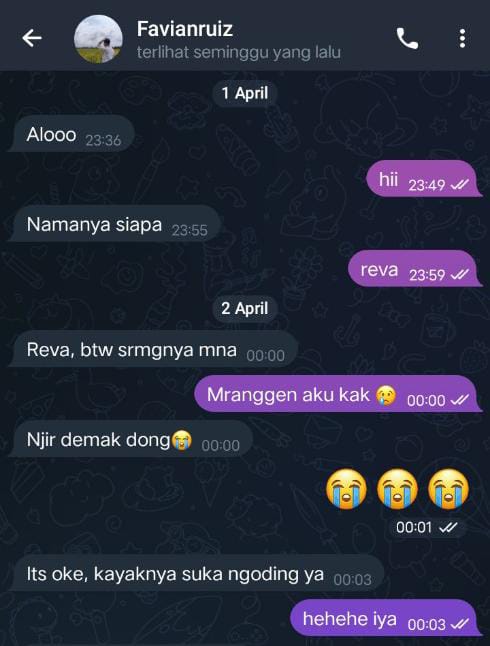 Favianruiz
terlihat seminggu yang lalu
1 April
Alooo 23:36
hii 23:49
Namanya siapa 23:55
reva 23:59
2 April
Reva, btw srmgnya mna 00:00
Mranggen aku kak 😢 00:00
Njir demak dong😭 00:00
😭😭😭
00:01
Its oke, kayaknya suka ngoding ya 00:03
hehehe iya 00:03